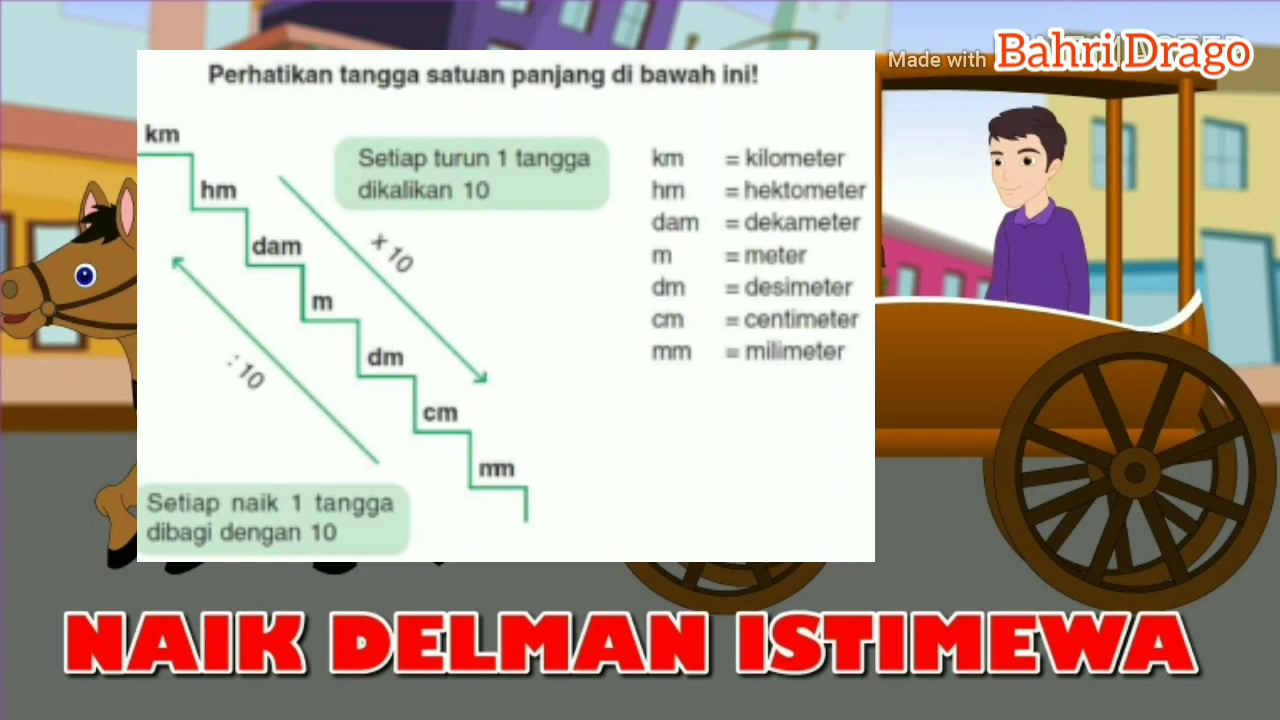 Made with
Bahri Drago
Perhatikan tangga satuan panjang di bawah ini!
km
hm
dam
m
dm
cm
mm
Setiap turun 1 tangga
dikalikan 10
x 10
: 10
Setiap naik 1 tangga
dibagi dengan 10
km = kilometer
hm = hektometer
dam = dekameter
m = meter
dm = desimeter
cm = centimeter
mm = milimeter
NAIK DELMAN ISTIMEWA